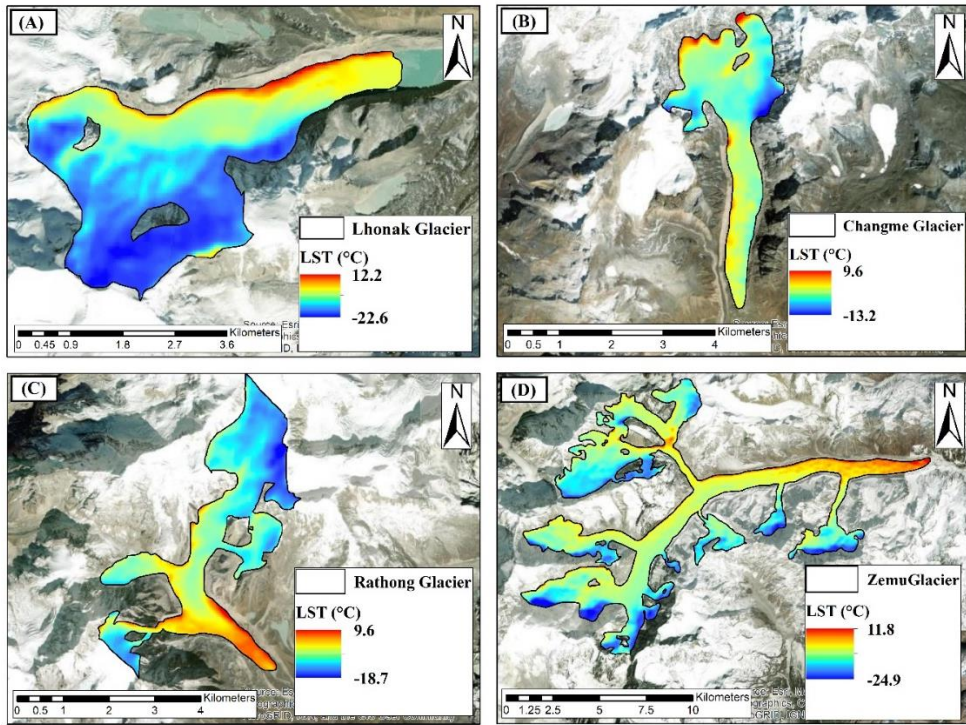 (A)
N
Lhonak Glacier
LST (°C)
12.2
-22.6
Source: Esri
Kilometers
0 0.45 0.9 1.8 2.7 3.6
(B)
N
Changme Glacier
LST (°C)
9.6
-13.2
Kilometers
0 0.5 1 2 3 4
(C)
N
Rathong Glacier
LST (°C)
9.6
-18.7
Kilometers
0 0.5 1 2 3 4
(D)
N
ZemuGlacier
LST (°C)
11.8
-24.9
Kilometers
0 1.25 2.5 5 7.5 10